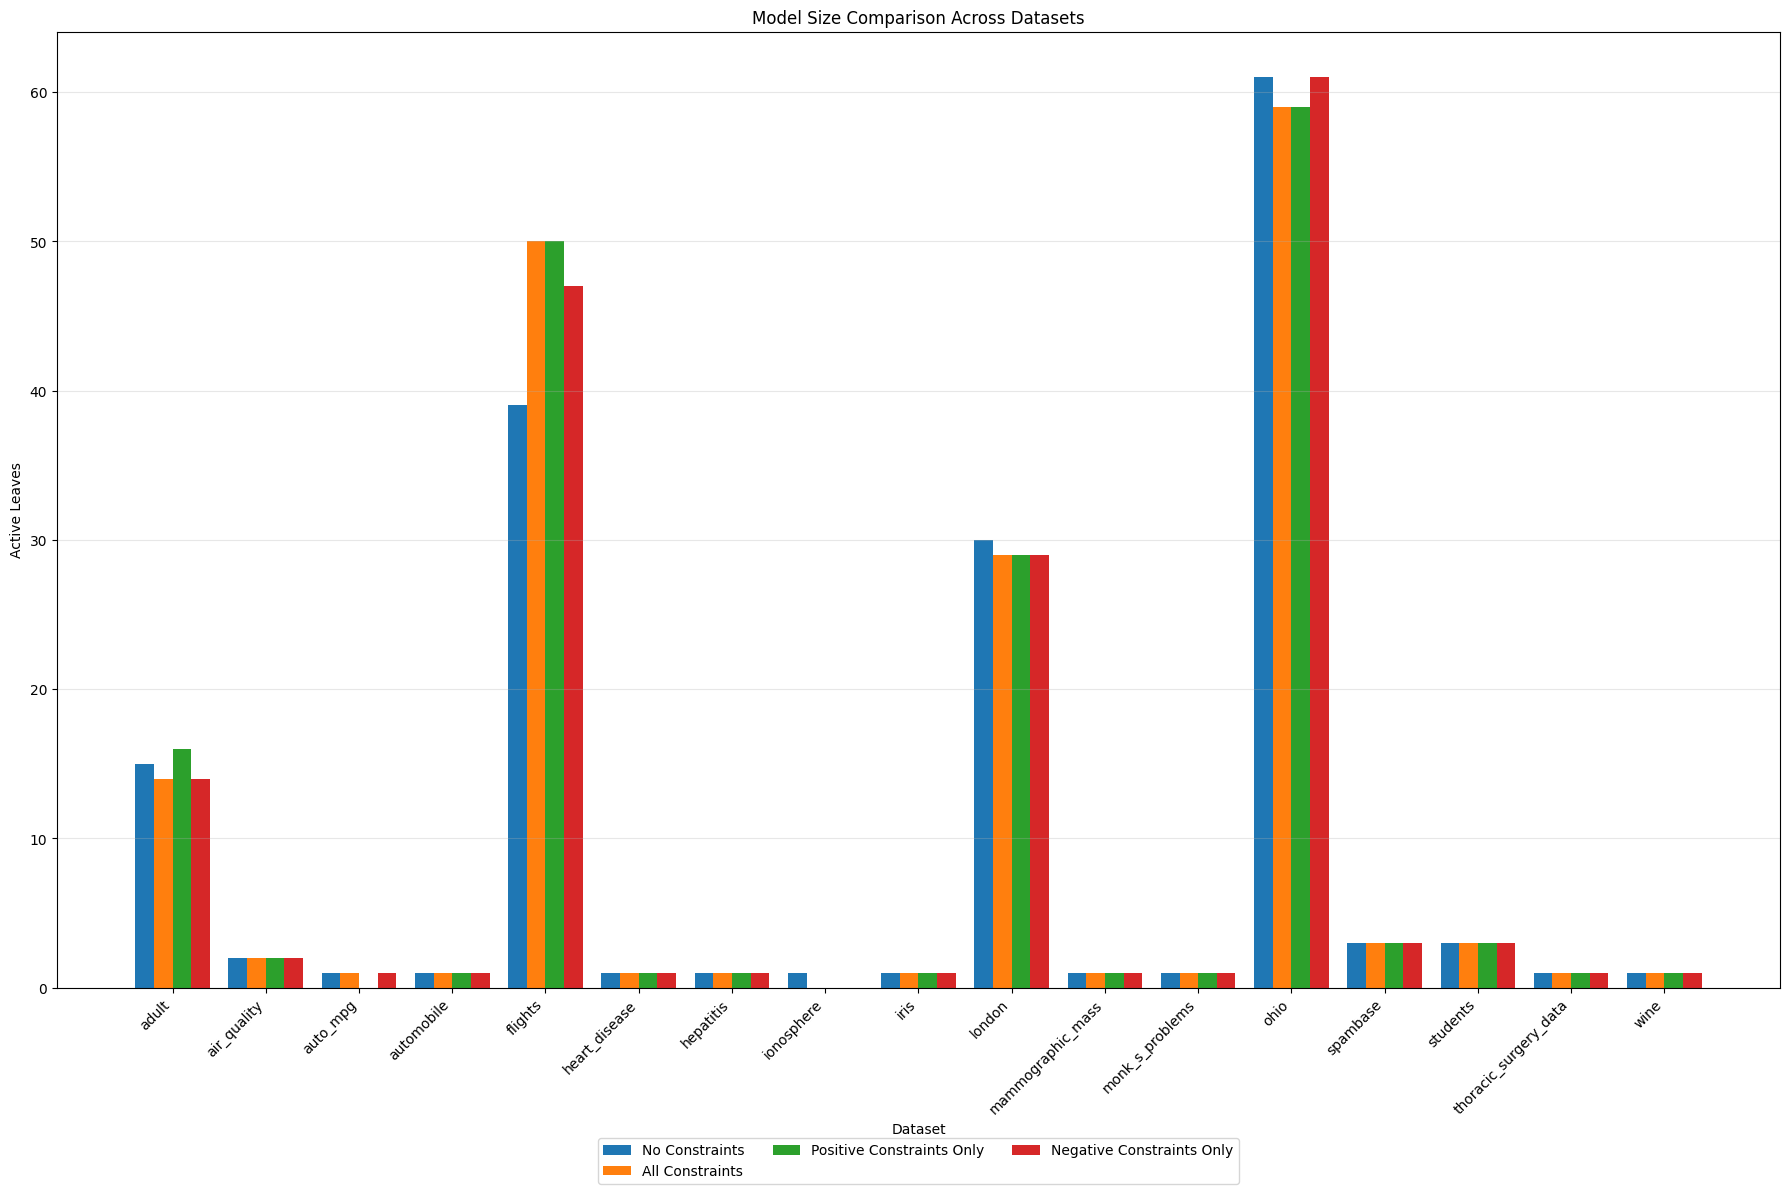 Model Size Comparison Across Datasets
Active Leaves
60
50
40
30
20
10
0
adult
air_quality
auto_mpg
automobile
flights
heart_disease
hepatitis
ionosphere
iris
london
mammographic_mass
monk_s_problems
ohio
spambase
students
thoracic_surgery_data
wine
Dataset
No Constraints
All Constraints
Positive Constraints Only
Negative Constraints Only